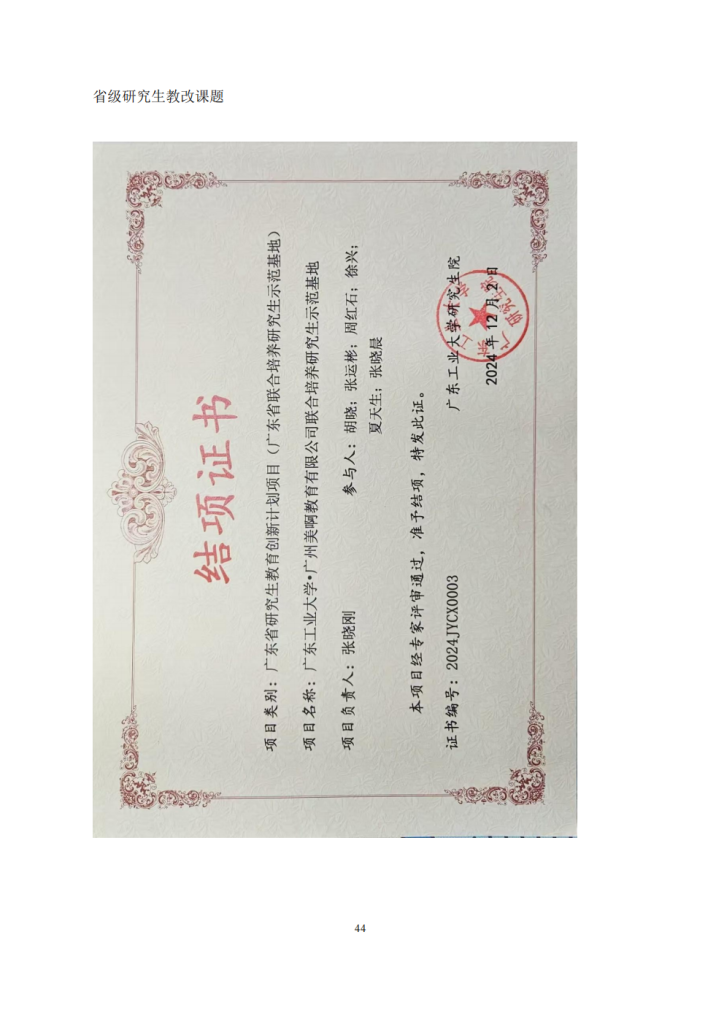 省级研究生教改课题
结项证书
项目类别：广东省研究生教育创新计划项目（广东省联合培养研究生示范基地）
项目名称：广东工业大学•广州美啊教育有限公司联合培养研究生示范基地
项目负责人：张晓刚 参与人：胡晓；张运彬；周红石；徐兴；
夏天生；张晓晨
本项目经专家评审通过，准予结项，特发此证。
证书编号：2024JYCX0003 广东工业大学研究生院
2024 年 12 月 2 日
44